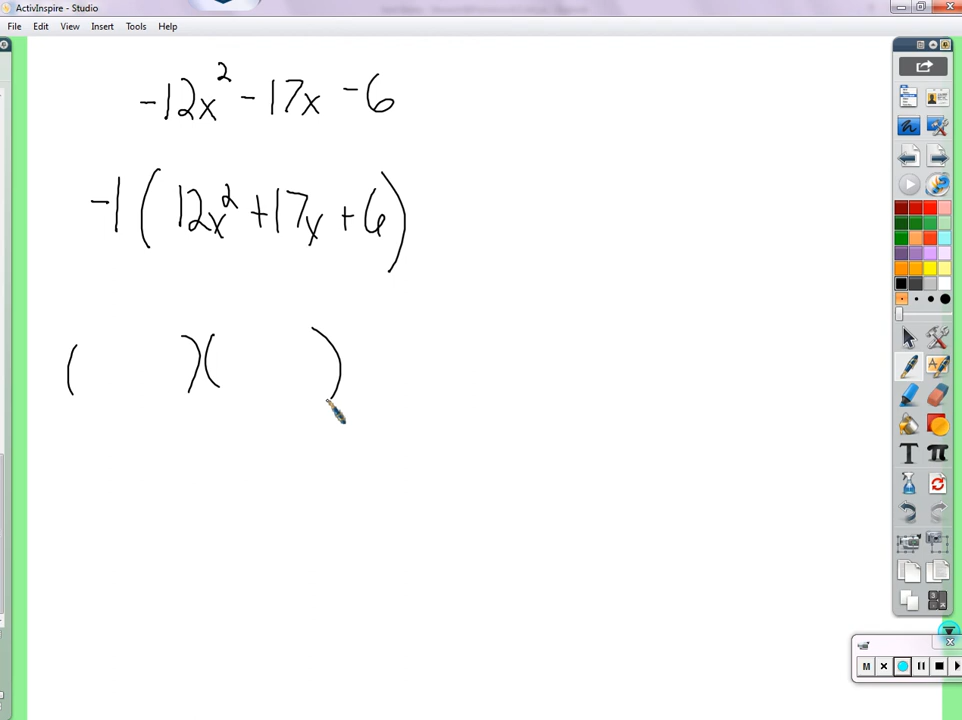 ActivInspire - Studio
File Edit View Insert Tools Help
-12x² -17x -6
-1(12x² +17x +6)
( )( )
T π
M